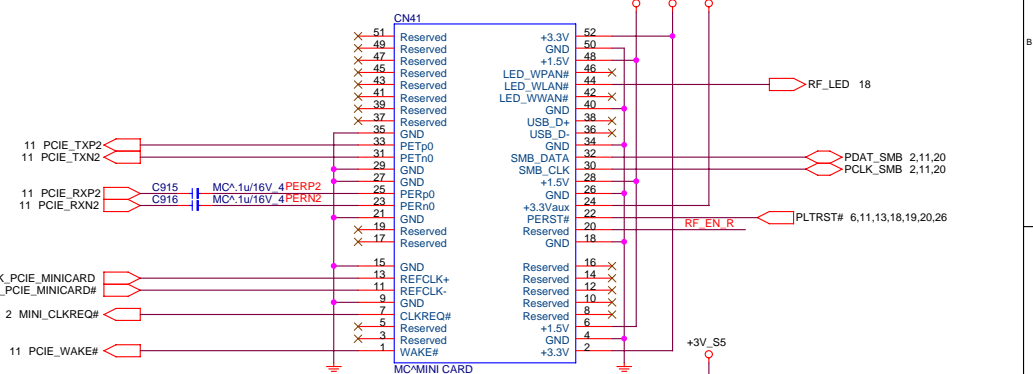 CN41
51 Reserved +3.3V 52
49 Reserved GND 50
47 Reserved +1.5V 48
45 Reserved LED_WPAN# 46
43 Reserved LED_WLAN# 44 RF_LED 18
41 Reserved LED_WWAN# 42
39 Reserved GND 40
37 Reserved USB_D+ 38
35 GND USB_D- 36
11 PCIE_TXP2 33 PETp0 GND 34
11 PCIE_TXN2 31 PETn0 SMB_DATA 32 PDAT_SMB 2,11,20
29 GND SMB_CLK 30 PCLK_SMB 2,11,20
27 GND +1.5V 28
11 PCIE_RXP2 C915 MC^.1u/16V_4 PERP2 25 PERp0 GND 26
11 PCIE_RXN2 C916 MC^.1u/16V_4 PERN2 23 PERn0 +3.3Vaux 24
21 GND PERST# 22 PLTRST# 6,11,13,18,19,20,26
19 Reserved Reserved 20 RF_EN_R
17 Reserved GND 18
15 GND Reserved 16
K_PCIE_MINICARD 13 REFCLK+ Reserved 14
_PCIE_MINICARD# 11 REFCLK- Reserved 12
9 GND Reserved 10
2 MINI_CLKREQ# 7 CLKREQ# Reserved 8
5 Reserved +1.5V 6
3 Reserved GND 4
11 PCIE_WAKE# 1 WAKE# +3.3V 2
MC^MINI CARD
+3V_S5
B